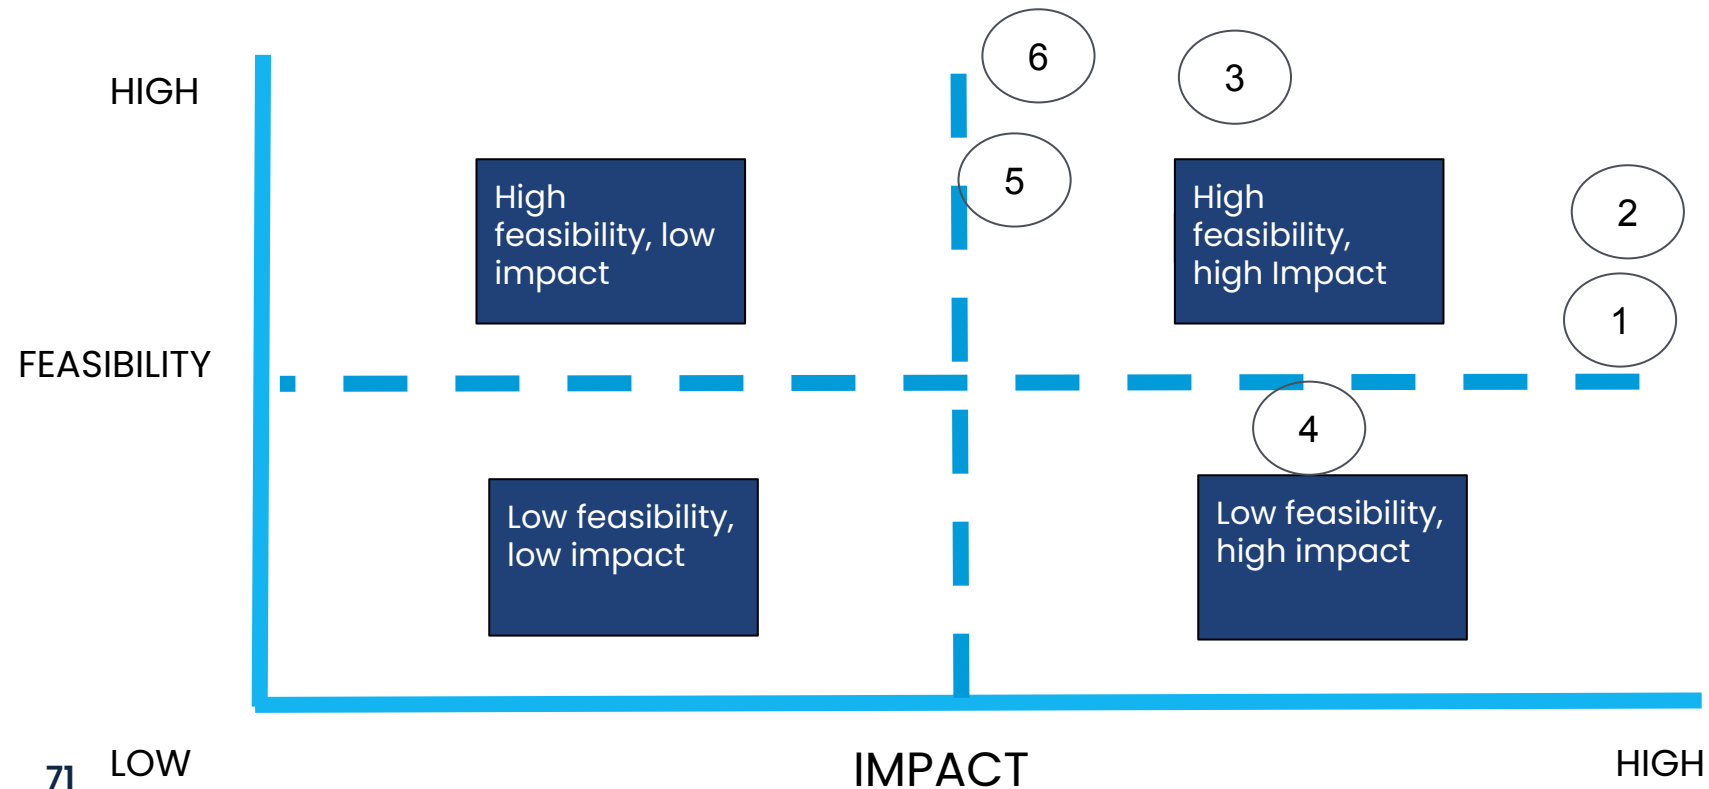 6
3
HIGH
5
High
feasibility, low
impact
High
feasibility,
high Impact
2
1
FEASIBILITY
4
Low feasibility,
low impact
Low feasibility,
high impact
LOW
IMPACT
HIGH
71